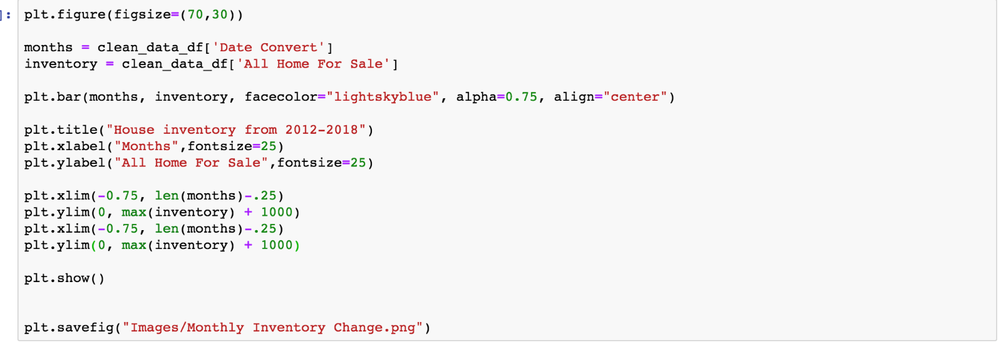 ]: plt.figure(figsize=(70,30))
months = clean_data_df['Date Convert']
inventory = clean_data_df['All Home For Sale']
plt.bar(months, inventory, facecolor="lightskyblue", alpha=0.75, align="center")
plt.title("House inventory from 2012-2018")
plt.xlabel("Months",fontsize=25)
plt.ylabel("All Home For Sale",fontsize=25)
plt.xlim(-0.75, len(months)-.25)
plt.ylim(0, max(inventory) + 1000)
plt.xlim(-0.75, len(months)-.25)
plt.ylim(0, max(inventory) + 1000)
plt.show()
plt.savefig("Images/Monthly Inventory Change.png")